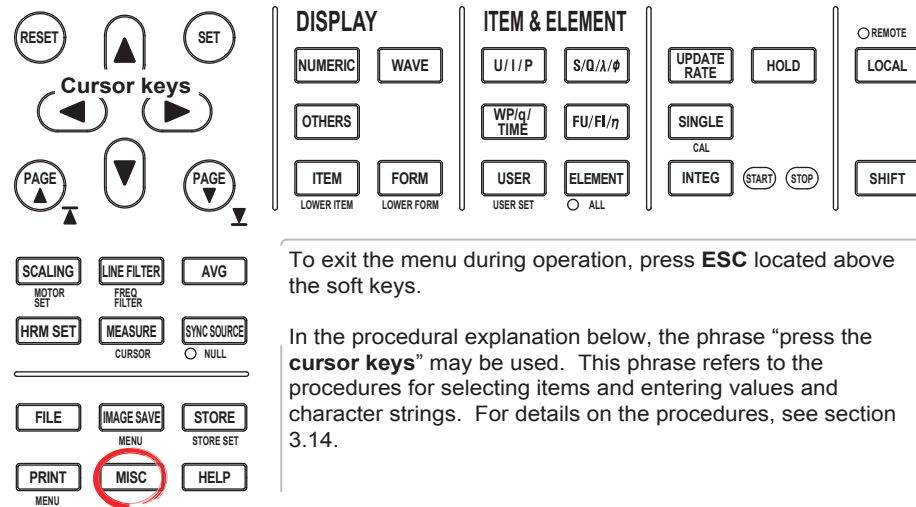 RESET
SET
Cursor keys
PAGE
PAGE
DISPLAY
NUMERIC WAVE
OTHERS
ITEM FORM
LOWER ITEM LOWER FORM
ITEM & ELEMENT
U / I / P S/Q/λ/ϕ
WP/q/
TIME
FU/FI/η
USER ELEMENT
USER SET ALL
UPDATE
RATE
HOLD
SINGLE
CAL
INTEG START STOP
REMOTE
LOCAL
SHIFT
SCALING LINE FILTER AVG
MOTOR
SET
FREQ
FILTER
HRM SET MEASURE SYNC SOURCE
CURSOR NULL
FILE IMAGE SAVE STORE
MENU STORE SET
PRINT MISC HELP
MENU
To exit the menu during operation, press ESC located above
the soft keys.
In the procedural explanation below, the phrase “press the
cursor keys” may be used. This phrase refers to the
procedures for selecting items and entering values and
character strings. For details on the procedures, see section
3.14.